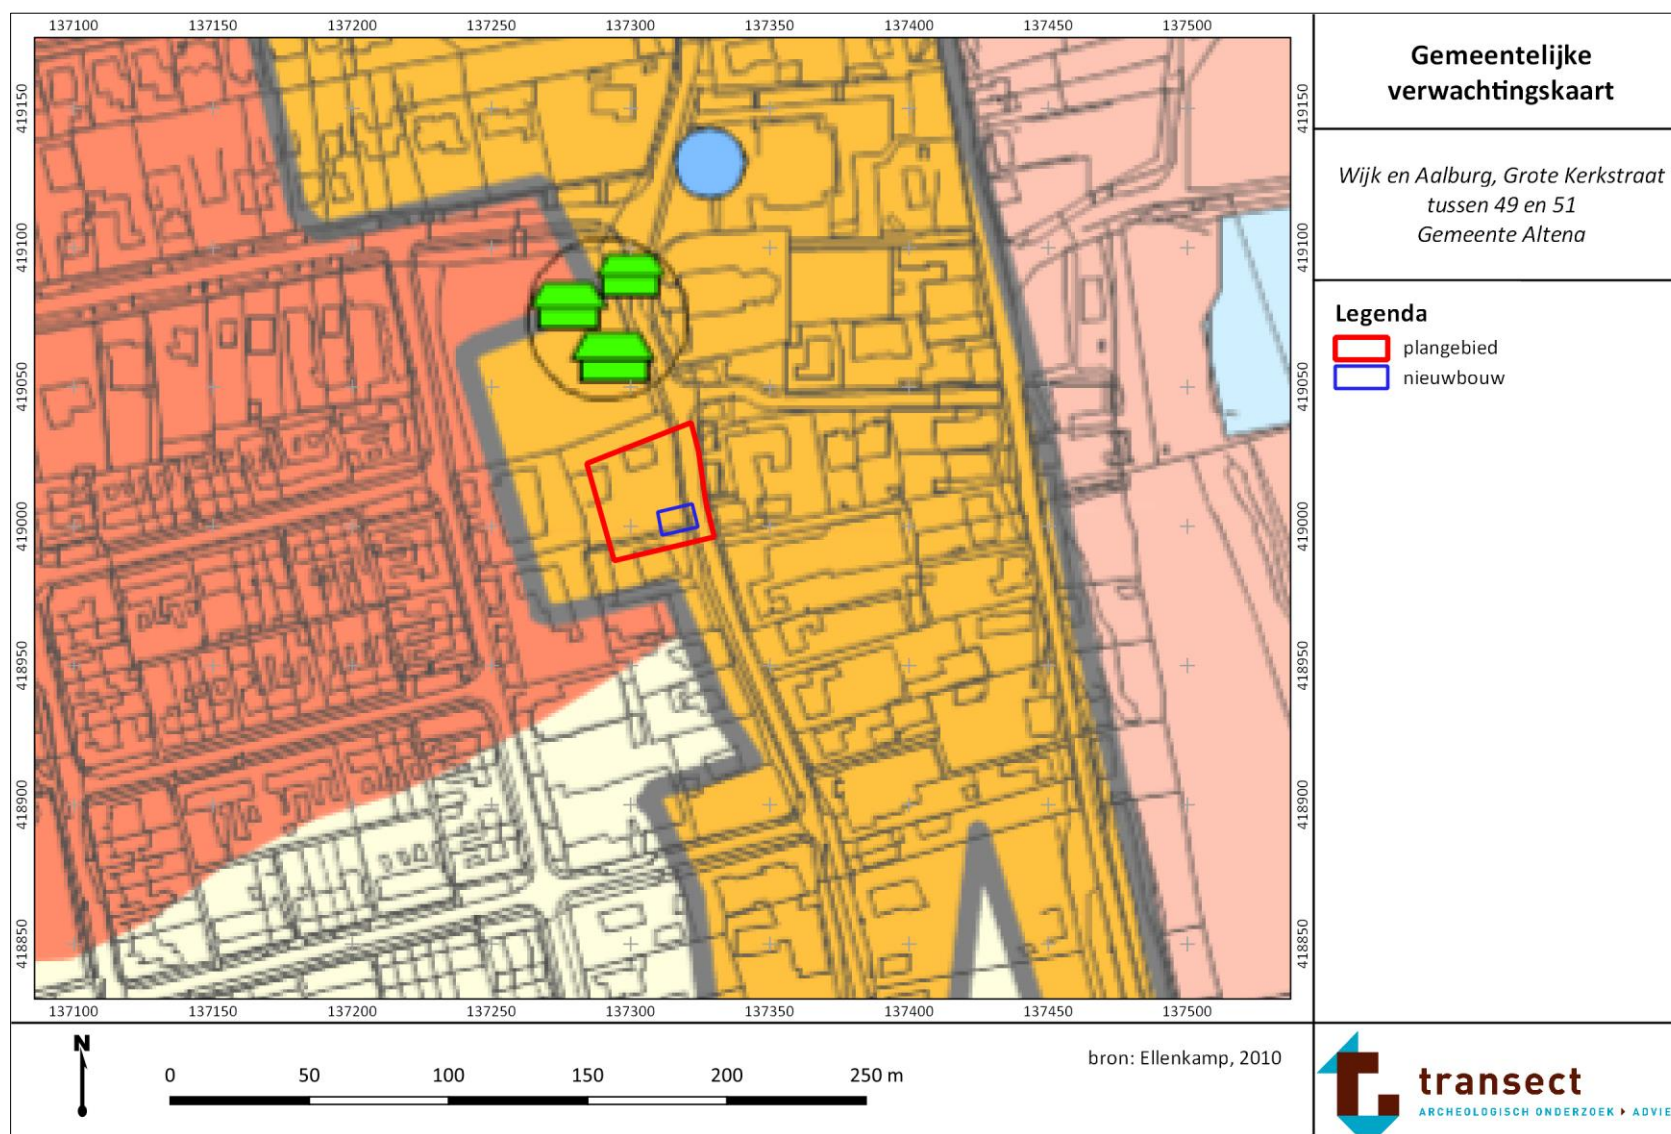 137100 137150 137200 137250 137300 137350 137400 137450 137500
419150 419100 419050 419000 418950 418900 418850
419150 419100 419050 419000 418950 418900 418850
137100 137150 137200 137250 137300 137350 137400 137450 137500
Gemeentelijke
verwachtingskaart
Wijk en Aalburg, Grote Kerkstraat
tussen 49 en 51
Gemeente Altena
Legenda
plangebied
nieuwbouw
N
0 50 100 150 200 250 m
bron: Ellenkamp, 2010
transect
ARCHEOLOGISCH ONDERZOEK ADVIE